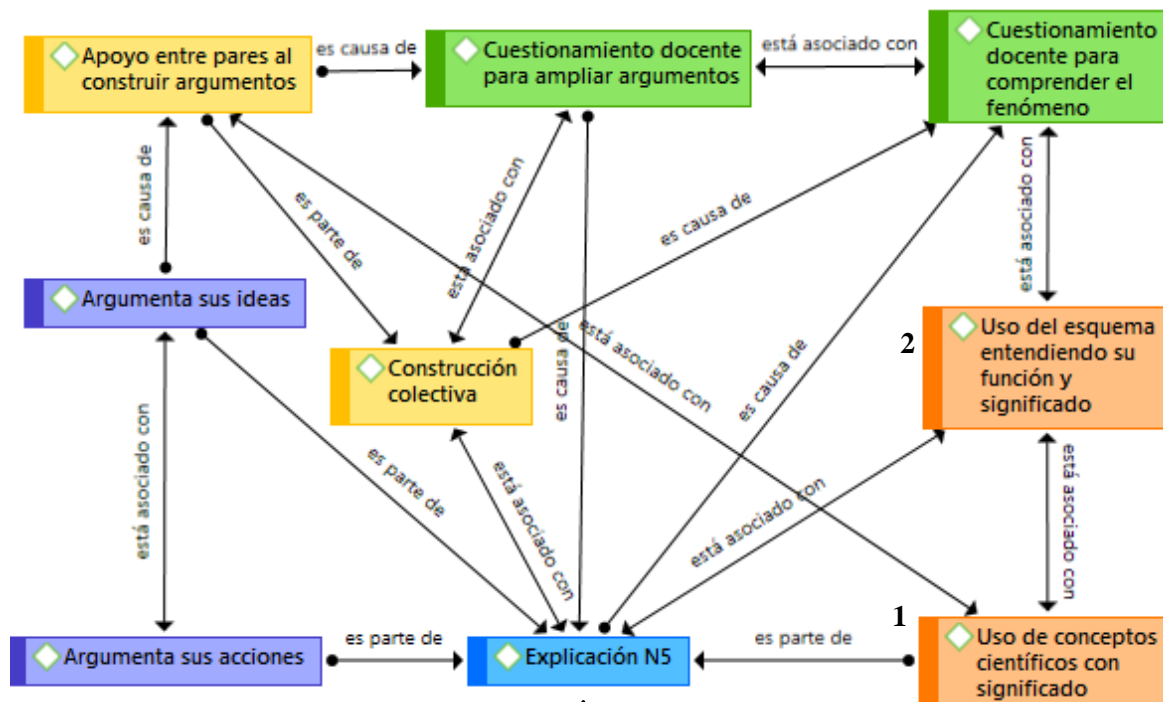 Apoyo entre pares al
construir argumentos
es causa de
Cuestionamiento docente
para ampliar argumentos
está asociado con
Cuestionamiento
docente para
comprender el
fenómeno
es causa de
es parte de
está asociado con
es causa de
está asociado con
Argumenta sus ideas
Construcción
colectiva
es causa de
está asociado con
es causa de
2
Uso del esquema
entendiendo su
función y
significado
está asociado con
es parte de
está asociado con
está asociado con
está asociado con
Argumenta sus acciones
es parte de
Explicación N5
es parte de
1
Uso de conceptos
científicos con
significado